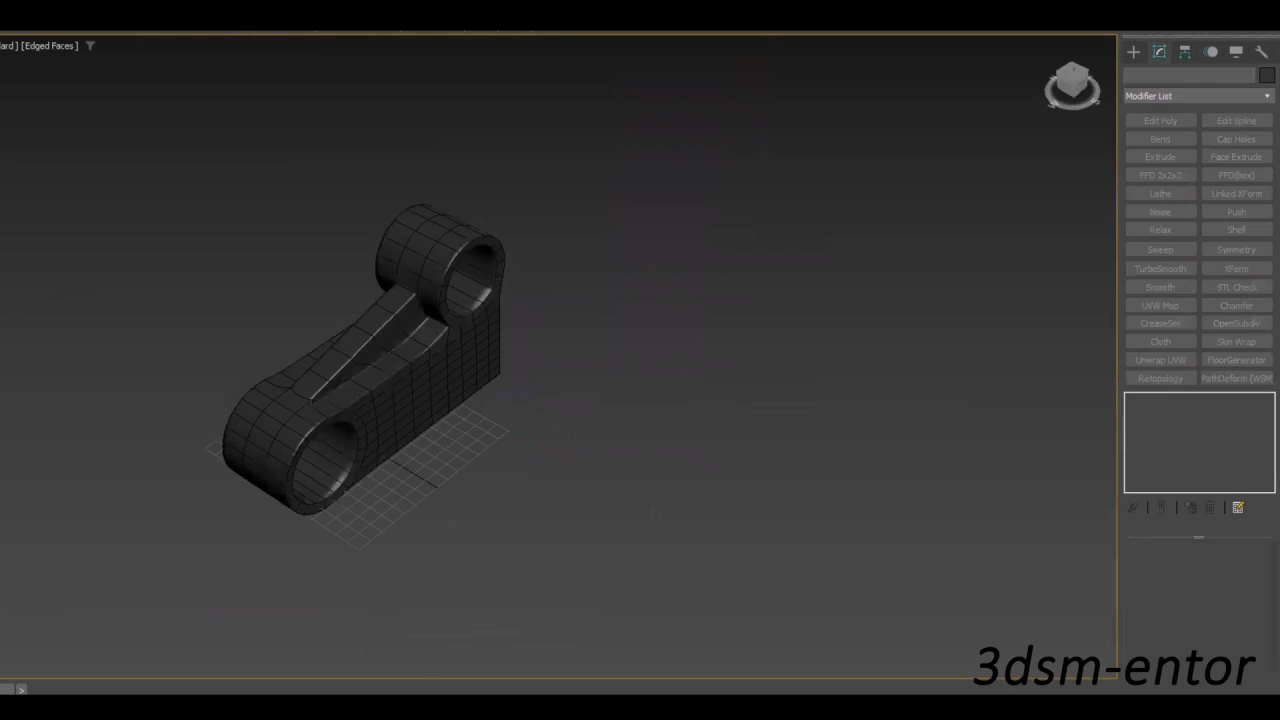 ard ] [Edged Faces ]
Modifier List
Edit Poly Edit Spline
Bend Cap Holes
Extrude Face Extrude
FFD 2x2x2 FFD(box)
Lathe Linked XForm
Noise Push
Relax Shell
Sweep Symmetry
TurboSmooth XForm
Smooth STL Check
UVW Map Chamfer
CreaseSet OpenSubdiv
Cloth Skin Wrap
Unwrap UVW FloorGenerator
Retopology PathDeform (WSM
>
3dsm-entor